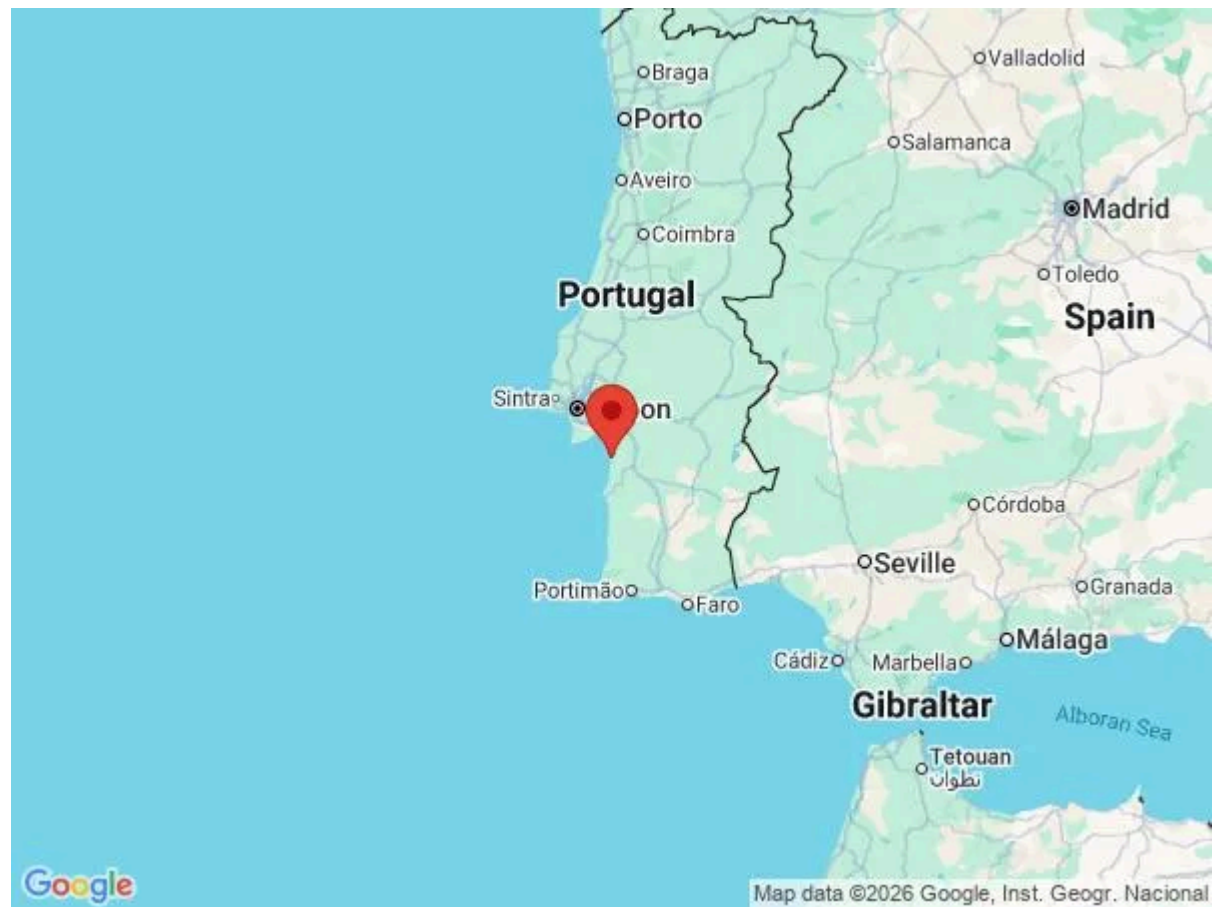 Braga
Valladolid
Porto
Salamanca
Aveiro
Madrid
Coimbra
Toledo
Portugal
Spain
Sintra
on
Córdoba
Seville
Portimão
Faro
Granada
Málaga
Cádiz
Marbella
Gibraltar
Alboran Sea
Tetouan
تطوان
Google
Map data ©2026 Google, Inst. Geogr. Nacional